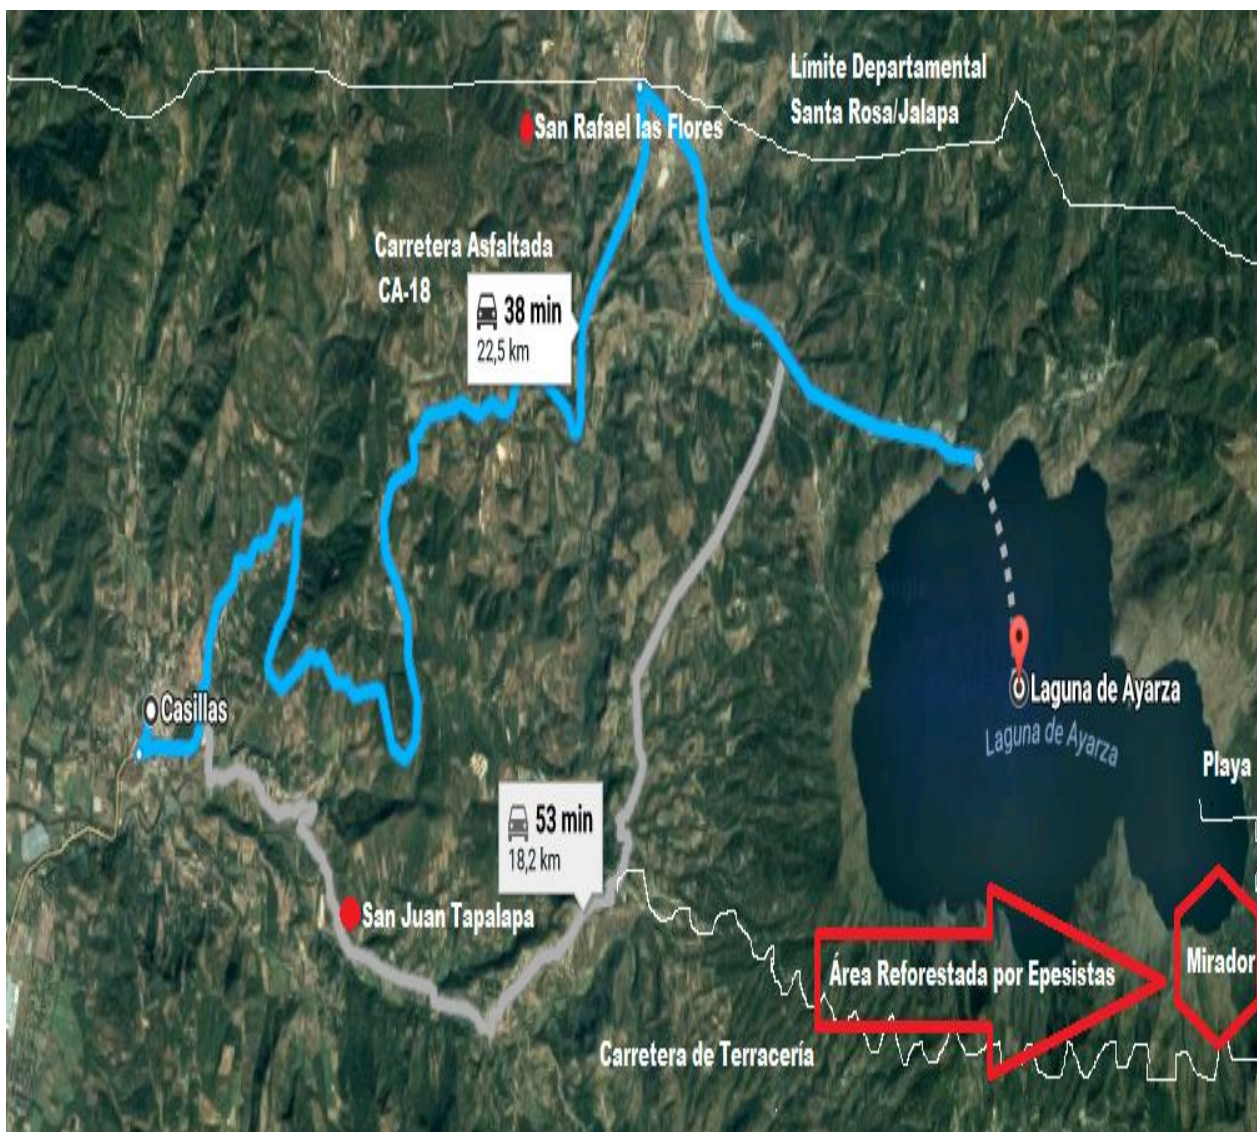 Límite Departamental
Santa Rosa/Jalapa
San Rafael las Flores
Carretera Asfaltada
CA-18
38 min
22,5 km
Casillas
Laguna de Ayarza
Laguna de Ayarza
Playa
53 min
18,2 km
San Juan Tapalapa
Área Reforestada por Epesistas
Mirador
Carretera de Terracería